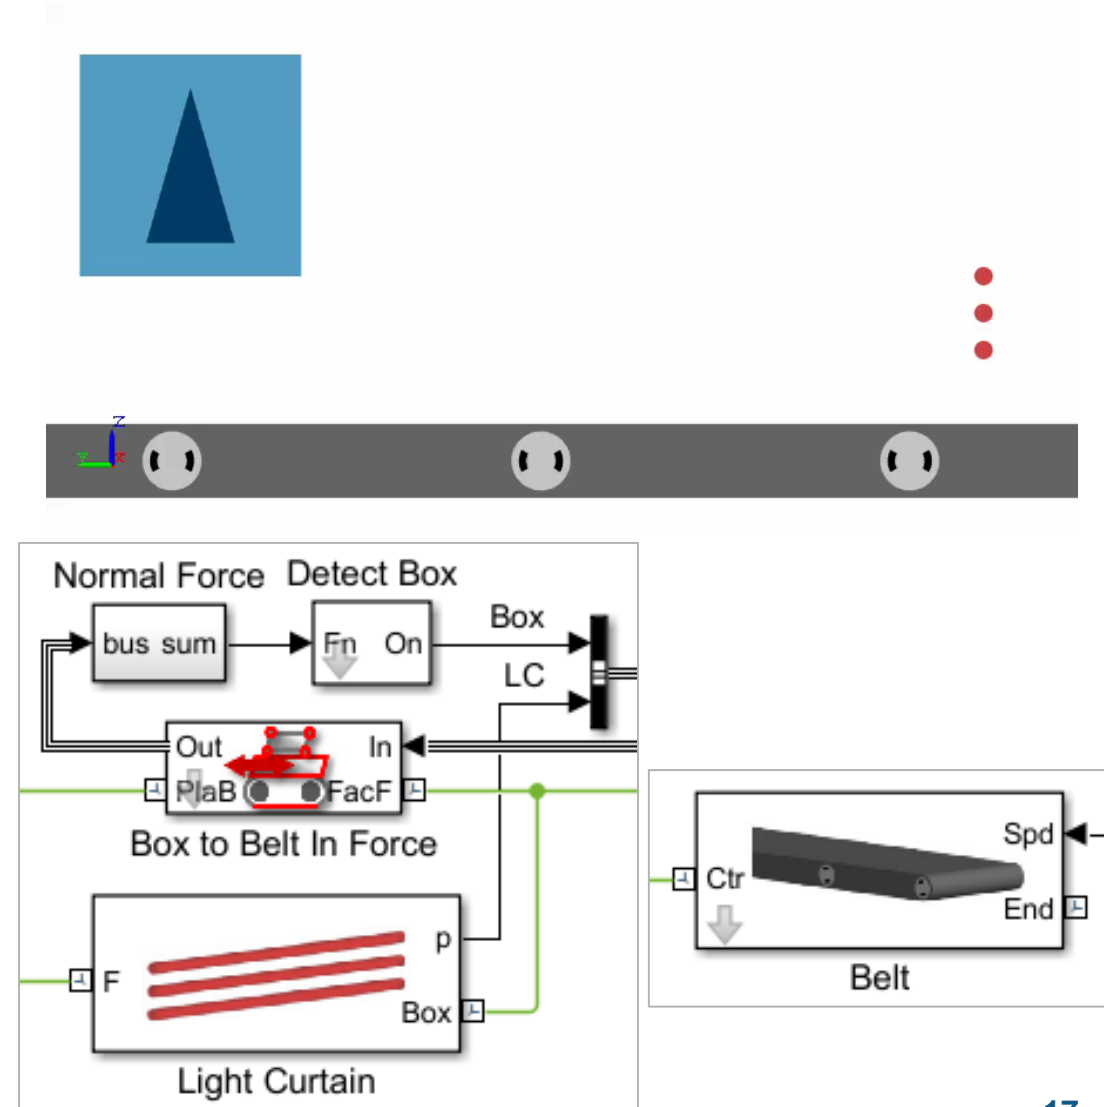 Z
Y X
Normal Force
Detect Box
bus sum
Fn On
Box
LC
Out In
PlaB FacF
Box to Belt In Force
F
p
Box
Light Curtain
Ctr
Spd
End
Belt
17